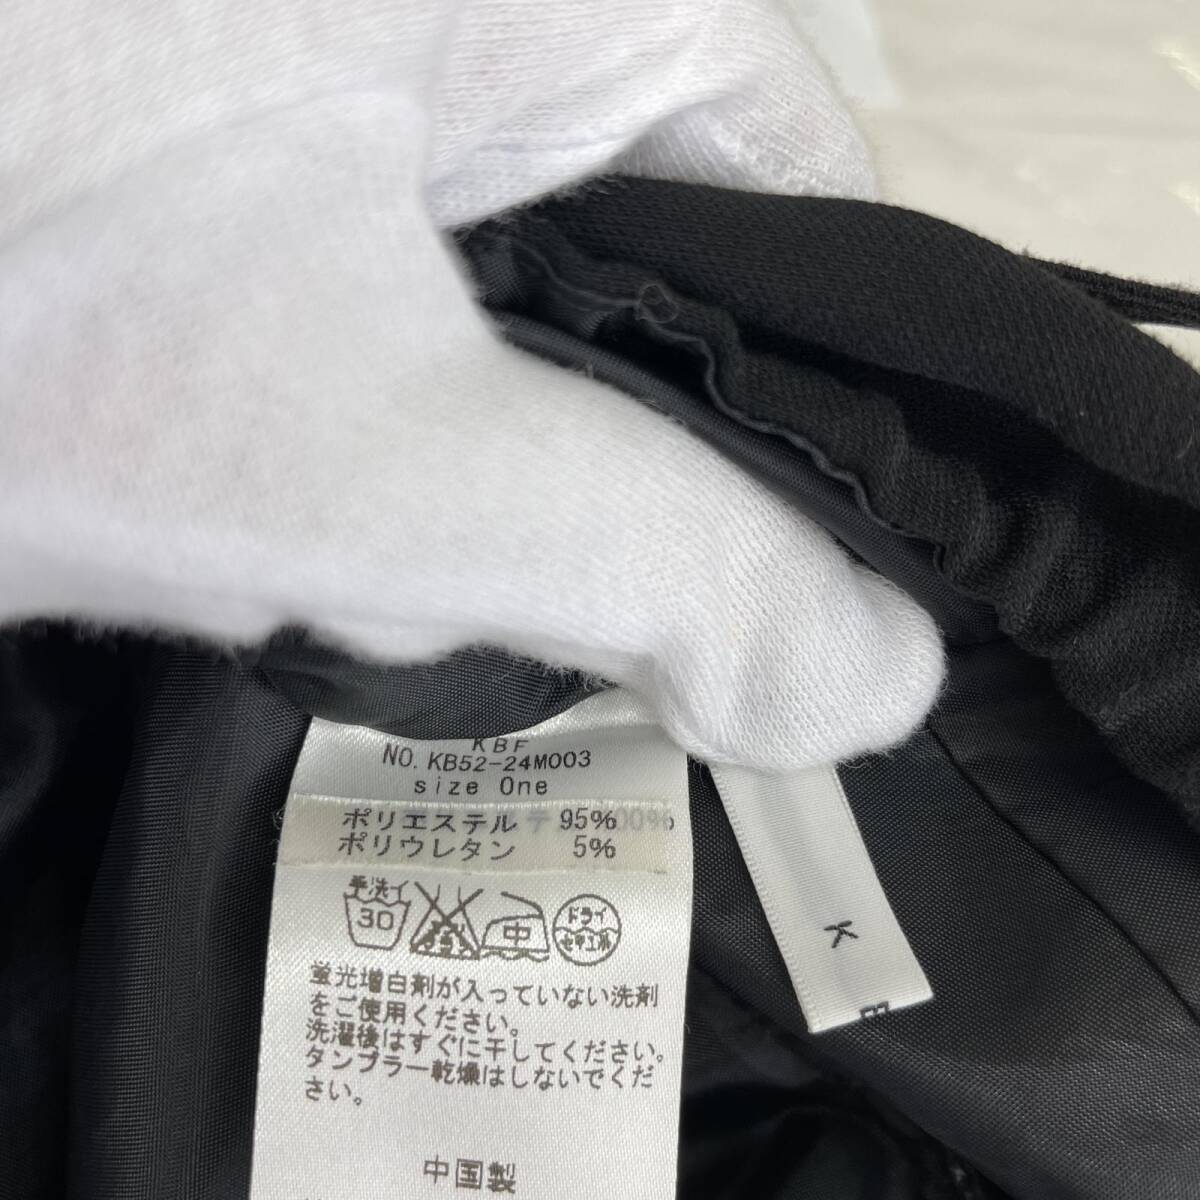 KBF
NO. KB52-24M003
size One
ポリエステル 95%
ポリウレタン 5%
手洗イ
30
中
ドライ
セキユ系
蛍光増白剤が入っていない洗剤
をご使用ください。
洗濯後はすぐに干してください。
タンブラー乾燥はしないでくだ
さい。
中国製
K